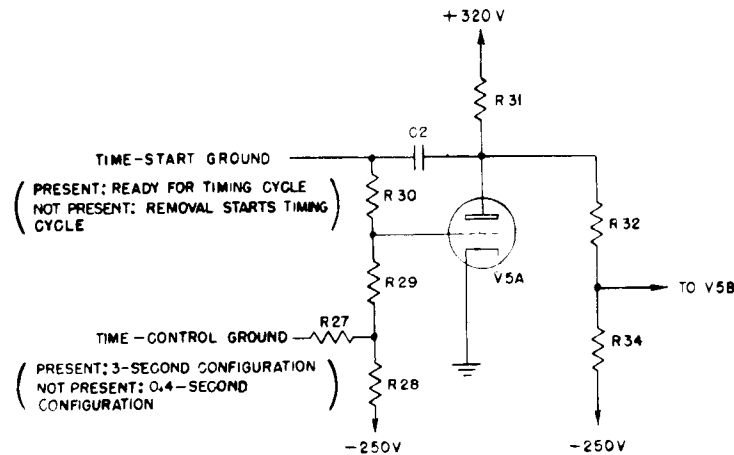 +320V
R31
C2
TIME-START GROUND
(PRESENT: READY FOR TIMING CYCLE
NOT PRESENT: REMOVAL STARTS TIMING
CYCLE)
R30
R32
V5A
R29
TO V5B
R27
TIME-CONTROL GROUND
R34
(PRESENT: 3-SECOND CONFIGURATION
NOT PRESENT: 0.4-SECOND
CONFIGURATION)
R28
-250V
-250V